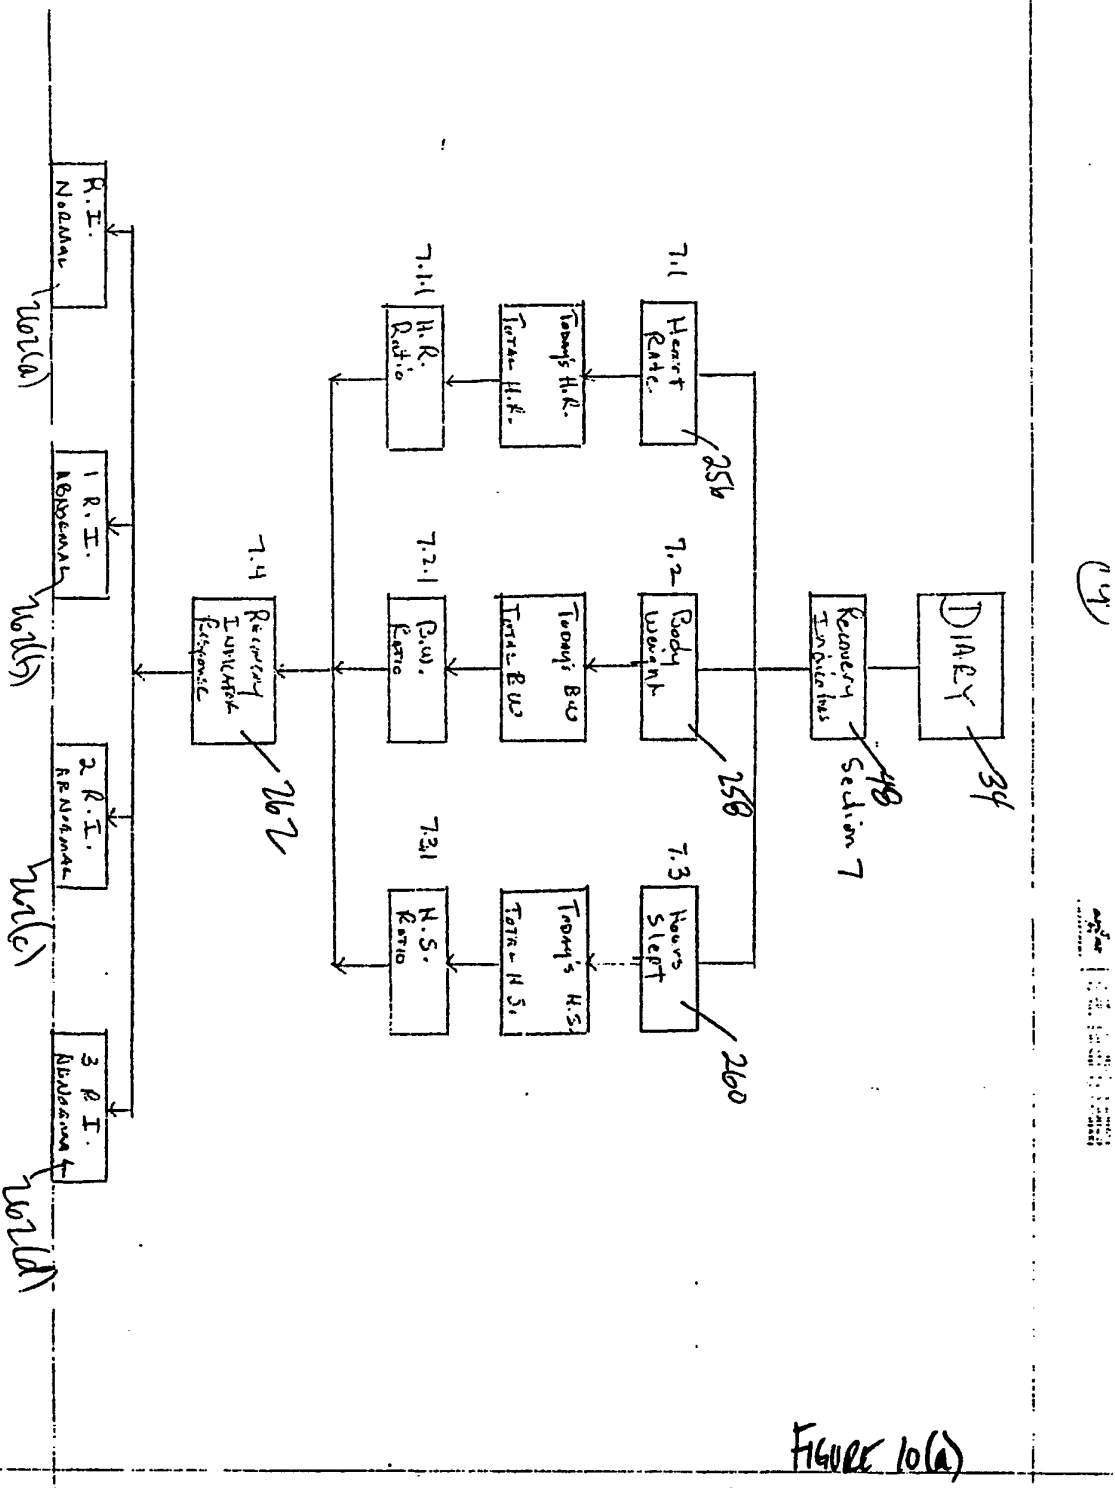 (4)
DIARY
34
Recovery
Indicators
48
Section 7
7.1
Heart
Rate
256
7.2
Body
Weight
258
7.3
Hours
Slept
260
Today's H.R.
Total H.R.
Today's BW
Total BW
Today's H.S.
Total H.S.
7.1.1
H.R.
Ratio
7.2.1
B.W.
Ratio
7.3.1
H.S.
Ratio
7.4
Recovery
Indicator
Response
262
R.I.
Normal
262(a)
1 R.I.
Abnormal
262(b)
2 R.I.
Abnormal
262(c)
3 R.I.
Abnormal
262(d)
FIGURE 10(a)